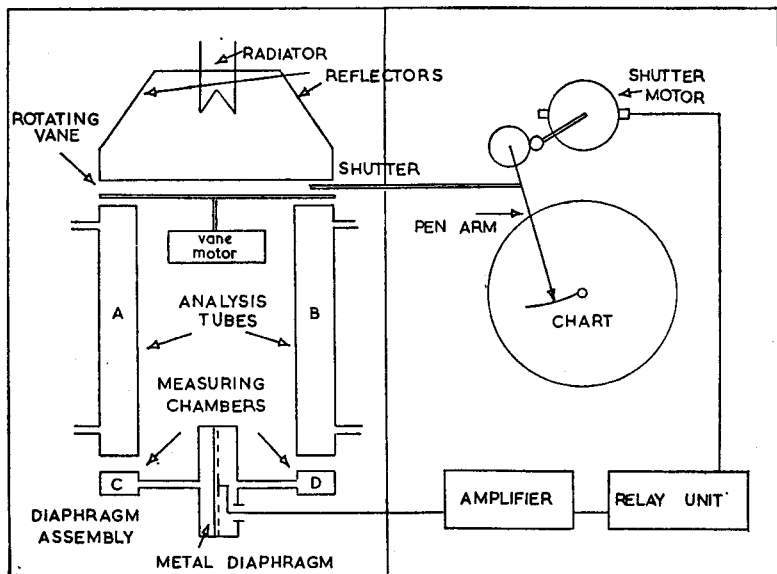 RADIATOR
REFLECTORS
ROTATING
VANE
SHUTTER
MOTOR
SHUTTER
vane
motor
PEN ARM
A
ANALYSIS
TUBES
B
CHART
MEASURING
CHAMBERS
C
D
DIAPHRAGM
ASSEMBLY
METAL DIAPHRAGM
AMPLIFIER
RELAY UNIT